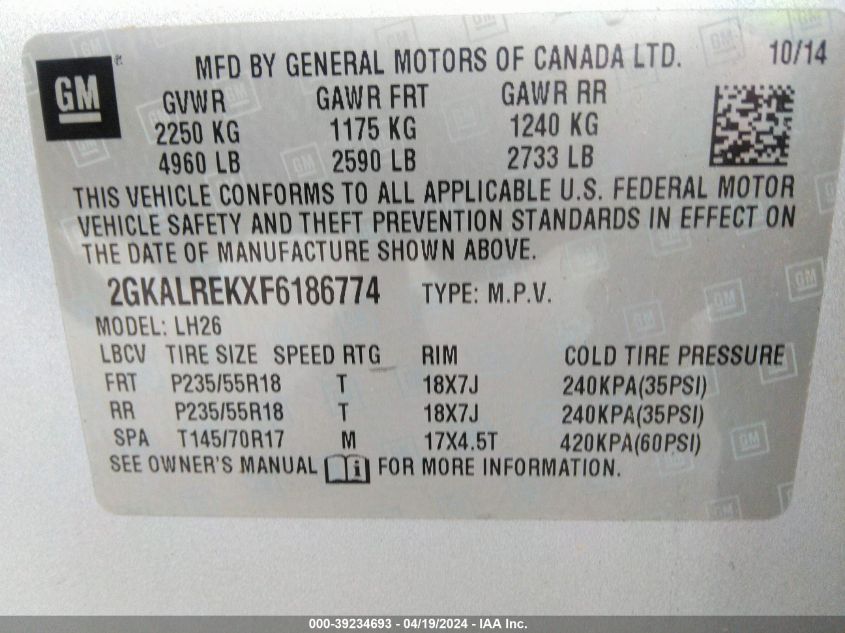 GM
MFD BY GENERAL MOTORS OF CANADA LTD. 10/14
GVWR GAWR FRT GAWR RR
2250 KG 1175 KG 1240 KG
4960 LB 2590 LB 2733 LB
THIS VEHICLE CONFORMS TO ALL APPLICABLE U.S. FEDERAL MOTOR
VEHICLE SAFETY AND THEFT PREVENTION STANDARDS IN EFFECT ON
THE DATE OF MANUFACTURE SHOWN ABOVE.
2GKALREKXF6186774 TYPE: M.P.V.
MODEL: LH26
LBCV TIRE SIZE SPEED RTG RIM COLD TIRE PRESSURE
FRT P235/55R18 T 18X7J 240KPA(35PSI)
RR P235/55R18 T 18X7J 240KPA(35PSI)
SPA T145/70R17 M 17X4.5T 420KPA(60PSI)
SEE OWNER'S MANUAL i FOR MORE INFORMATION.
000-39234693 - 04/19/2024 - IAA Inc.